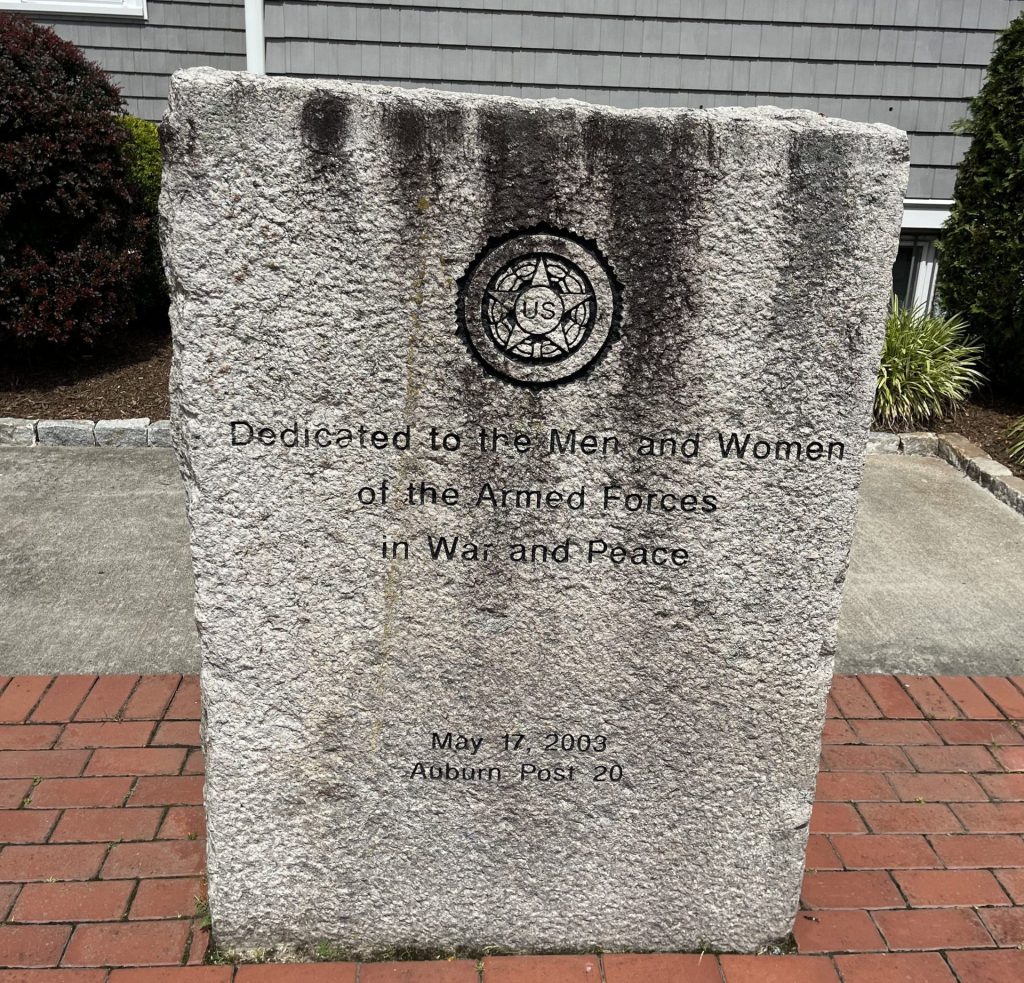 US
Dedicated to the Men and Women
of the Armed Forces
in War and Peace
May 17, 2003
Auburn Post 20